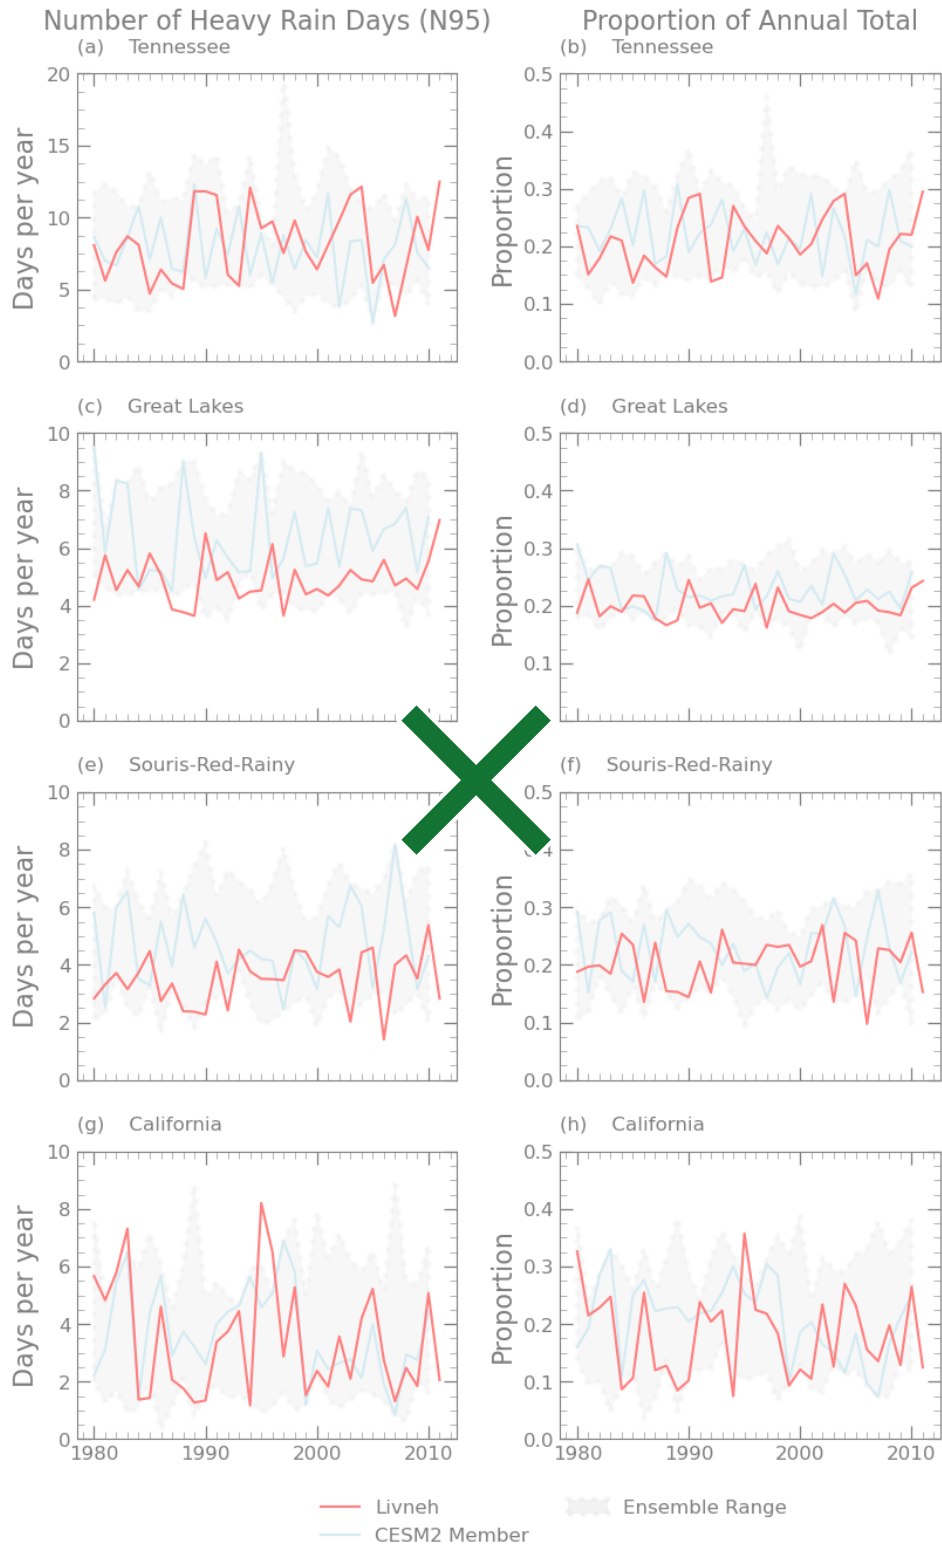 Number of Heavy Rain Days (N95)
Proportion of Annual Total
(a) Tennessee
(b) Tennessee
20
15
10
5
0
Days per year
0.5
0.4
0.3
0.2
0.1
0.0
Proportion
(c) Great Lakes
(d) Great Lakes
10
8
6
4
2
0
Days per year
0.5
0.4
0.3
0.2
0.1
Proportion
(e) Souris-Red-Rainy
(f) Souris-Red-Rainy
10
8
6
4
2
0
Days per year
0.5
0.3
0.2
0.1
0.0
Proportion
(g) California
(h) California
10
8
6
4
2
0
Days per year
0.5
0.4
0.3
0.2
0.1
0.0
Proportion
1980 1990 2000 2010
1980 1990 2000 2010
Livneh
Ensemble Range
CESM2 Member